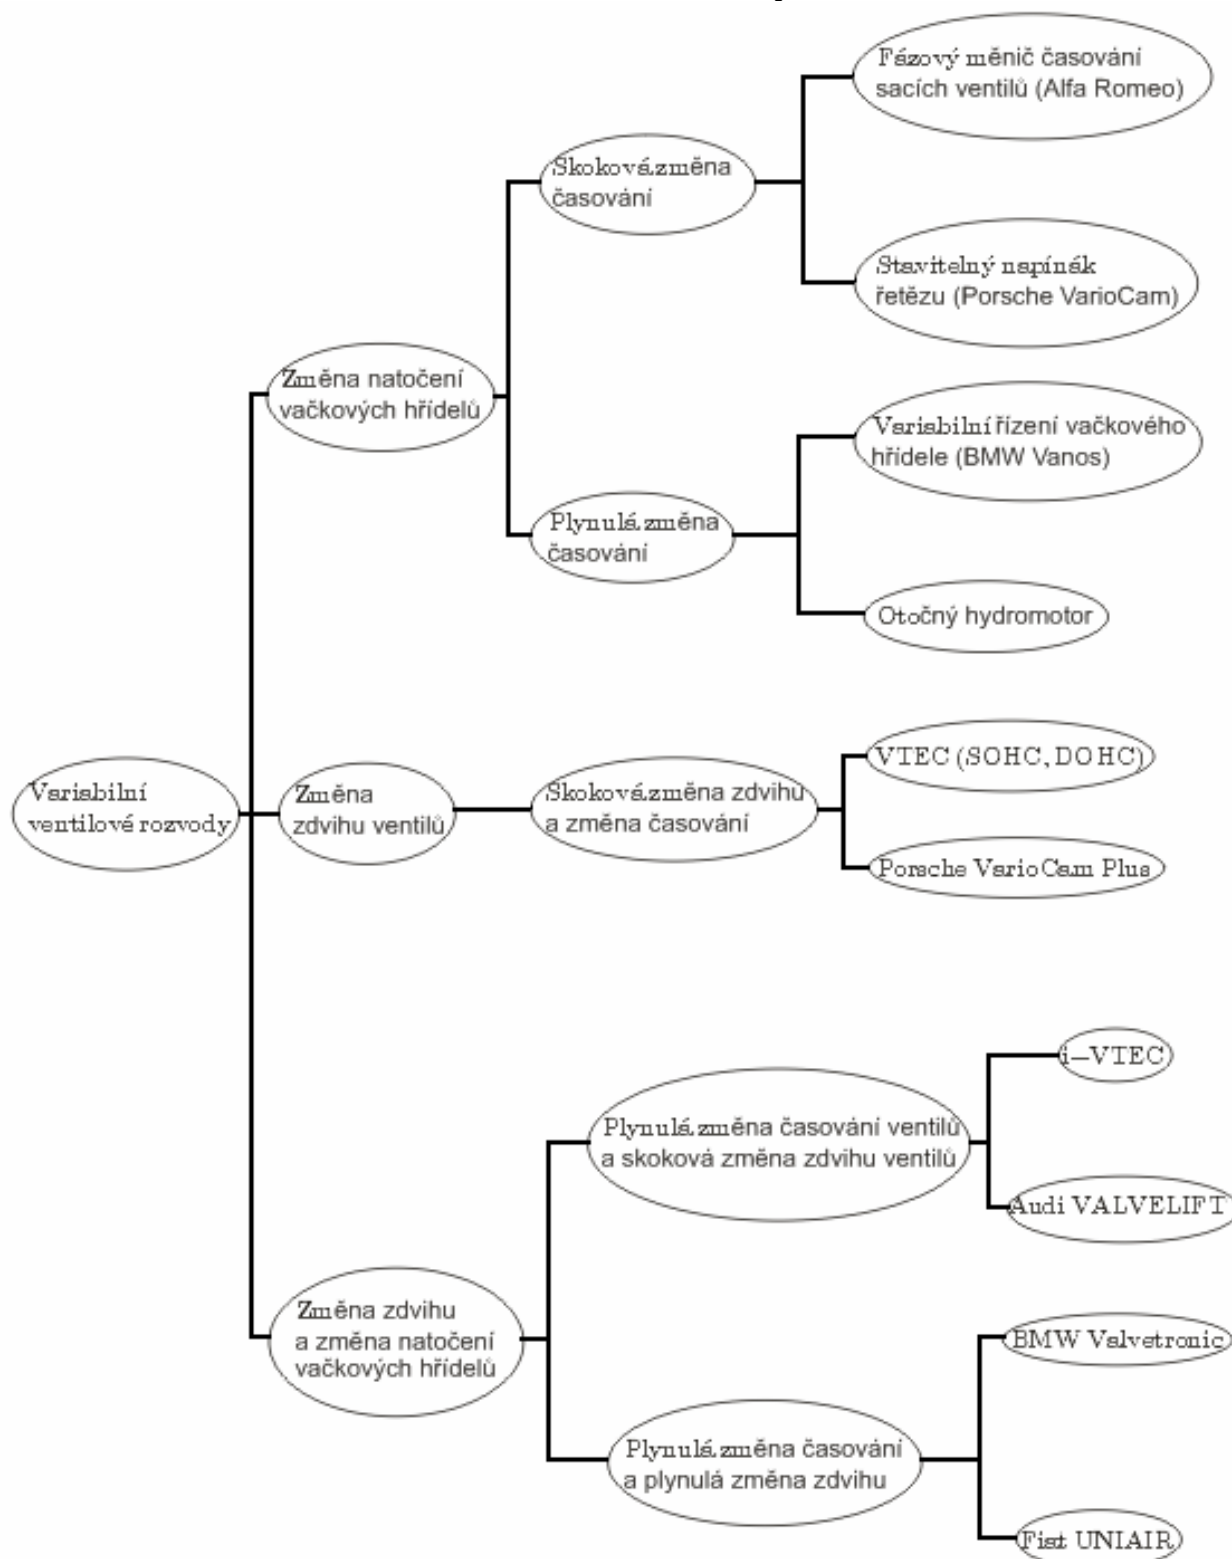 Fázový měnič časování
sacích ventilů (Alfa Romeo)
Skoková změna
časování
Stavitelný napínák
řetězu (Porsche VarioCam)
Změna natočení
vačkových hřídelů
Variabilní řízení vačkového
hřídele (BMW Vanos)
Plynulá změna
časování
Otočný hydromotor
Variabilní
ventilové rozvody
Změna
zdvihu ventilů
Skoková změna zdvihu
a změna časování
VTEC (SOHC, DOHC)
Porsche VarioCam Plus
i–VTEC
Plynulá změna časování ventilů
a skoková změna zdvihu ventilů
Audi VALVELIFT
Změna zdvihu
a změna natočení
vačkových hřídelů
BMW Valvetronic
Plynulá změna časování
a plynulá změna zdvihu
Fiat UNIAIR